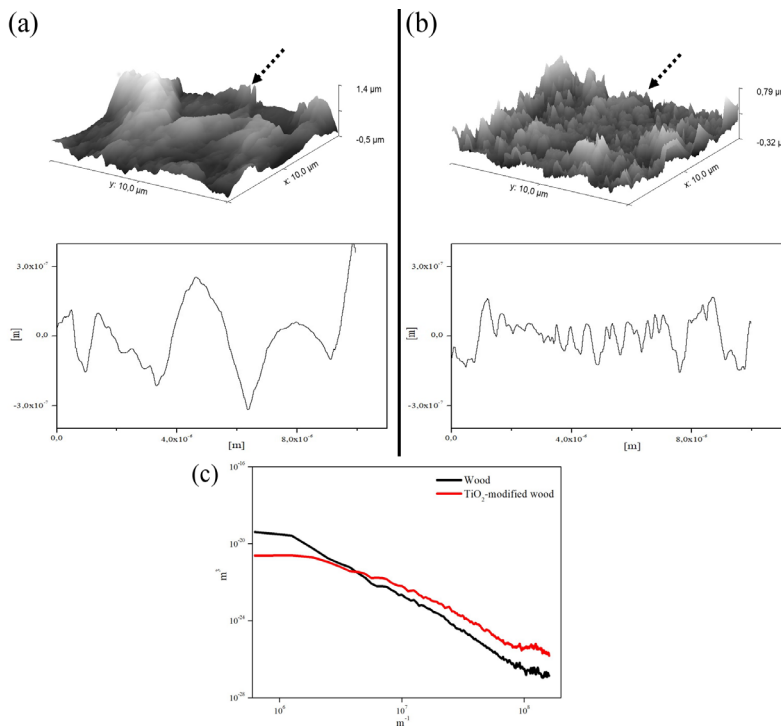 (a)
1,4 µm
-0,5 µm
y: 10,0 µm
x: 10,0 µm
3,0x10⁻⁷
0,0
-3,0x10⁻⁷
[m]
0,0
4,0x10⁻⁶
8,0x10⁻⁶
[m]
(b)
0,79 µm
-0,32 µm
y: 10,0 µm
x: 10,0 µm
3,0x10⁻⁷
0,0
-3,0x10⁻⁷
[m]
0,0
4,0x10⁻⁶
8,0x10⁻⁶
[m]
(c)
10⁻¹⁶
10⁻²⁰
10⁻²⁴
10⁻²⁸
m³
Wood
TiO₂-modified wood
10⁶
10⁷
10⁸
m⁻¹